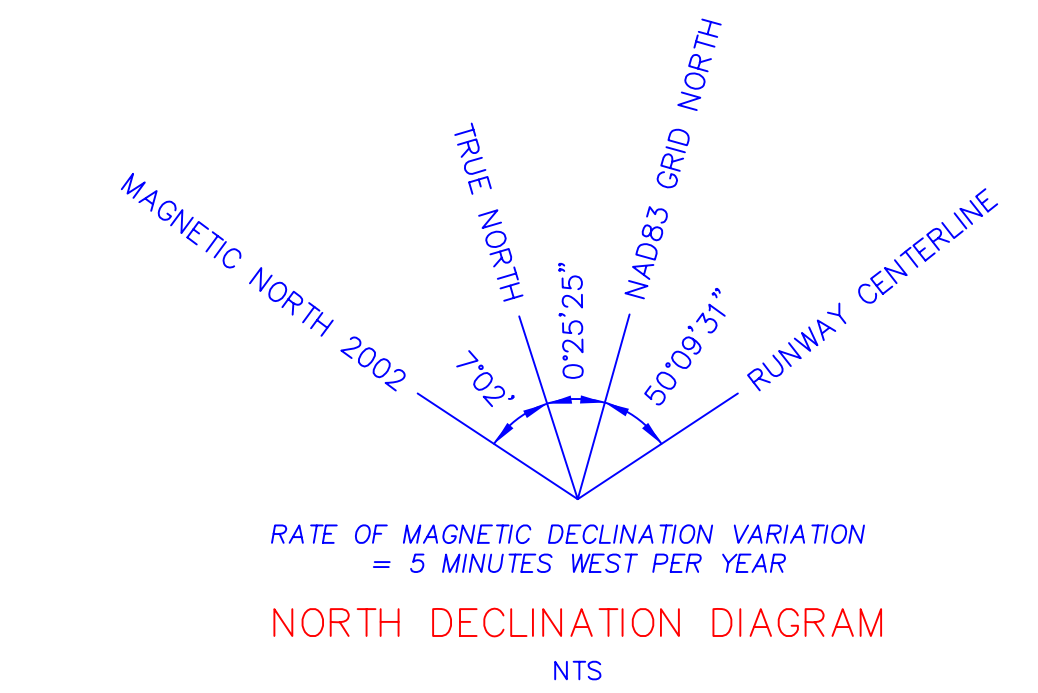 MAGNETIC NORTH 2002
TRUE NORTH
NAD83 GRID NORTH
RUNWAY CENTERLINE
7°02'
0°25'25"
50°09'31"
RATE OF MAGNETIC DECLINATION VARIATION
= 5 MINUTES WEST PER YEAR
NORTH DECLINATION DIAGRAM
NTS